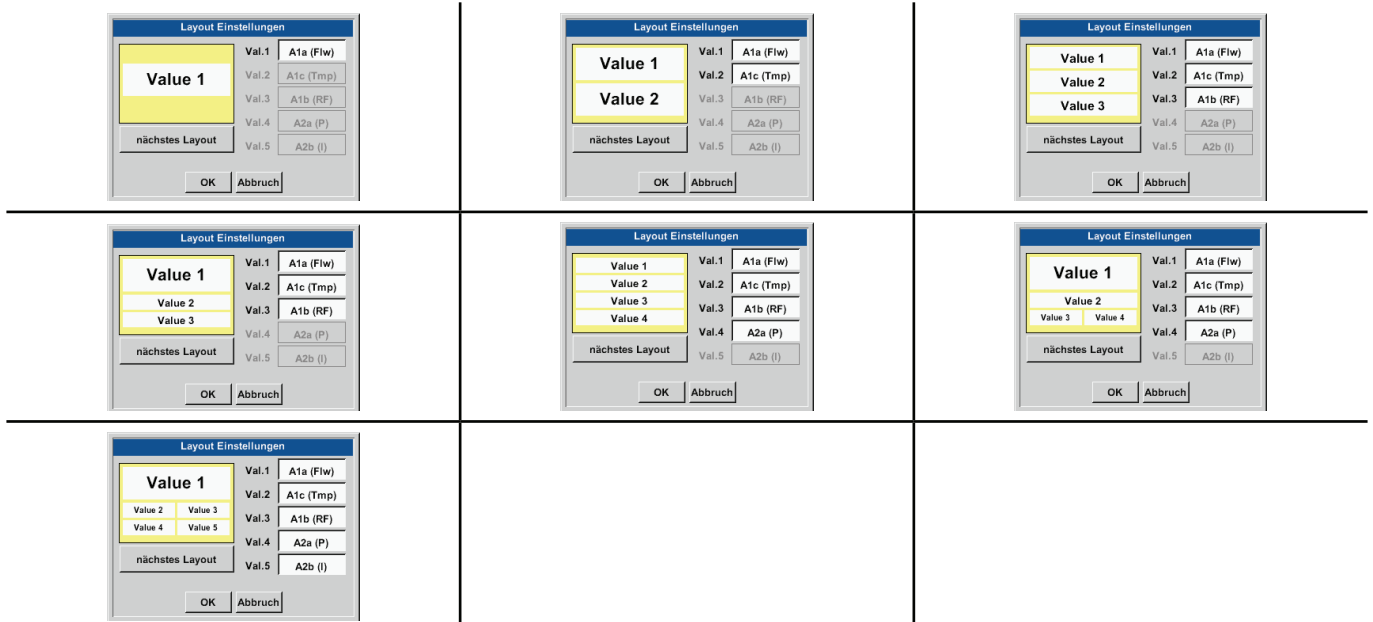 Layout Einstellungen
Value 1
Val.1 A1a (Flw)
Val.2 A1c (Tmp)
Val.3 A1b (RF)
Val.4 A2a (P)
Val.5 A2b (I)
nächstes Layout
OK Abbruch
Layout Einstellungen
Value 1
Value 2
Val.1 A1a (Flw)
Val.2 A1c (Tmp)
Val.3 A1b (RF)
Val.4 A2a (P)
Val.5 A2b (I)
nächstes Layout
OK Abbruch
Layout Einstellungen
Value 1
Value 2
Value 3
Val.1 A1a (Flw)
Val.2 A1c (Tmp)
Val.3 A1b (RF)
Val.4 A2a (P)
Val.5 A2b (I)
nächstes Layout
OK Abbruch
Layout Einstellungen
Value 1
Value 2
Value 3
Val.1 A1a (Flw)
Val.2 A1c (Tmp)
Val.3 A1b (RF)
Val.4 A2a (P)
Val.5 A2b (I)
nächstes Layout
OK Abbruch
Layout Einstellungen
Value 1
Value 2
Value 3
Value 4
Val.1 A1a (Flw)
Val.2 A1c (Tmp)
Val.3 A1b (RF)
Val.4 A2a (P)
Val.5 A2b (I)
nächstes Layout
OK Abbruch
Layout Einstellungen
Value 1
Value 2
Value 3 Value 4
Val.1 A1a (Flw)
Val.2 A1c (Tmp)
Val.3 A1b (RF)
Val.4 A2a (P)
Val.5 A2b (I)
nächstes Layout
OK Abbruch
Layout Einstellungen
Value 1
Value 2 Value 3
Value 4 Value 5
Val.1 A1a (Flw)
Val.2 A1c (Tmp)
Val.3 A1b (RF)
Val.4 A2a (P)
Val.5 A2b (I)
nächstes Layout
OK Abbruch